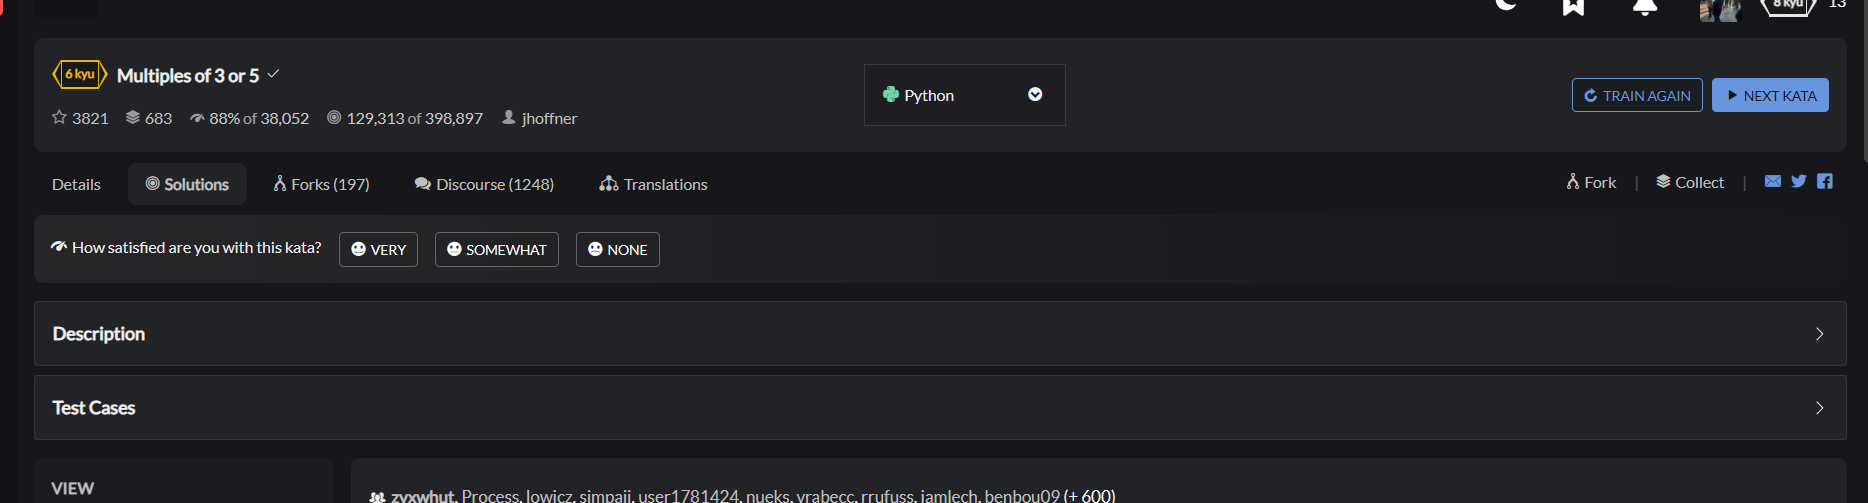 8 kyu 13
6 kyu Multiples of 3 or 5
Python
TRAIN AGAIN NEXT KATA
3821 683 88% of 38,052 129,313 of 398,897 jhoffner
Details Solutions Forks (197) Discourse (1248) Translations
Fork | Collect |
How satisfied are you with this kata? VERY SOMEWHAT NONE
Description
Test Cases
VIEW
zyxwhut, Process, lowicz, simpaii, user1781424, nueks, vrabecc, rrufuss, iamlech, benbou09 (+ 600)